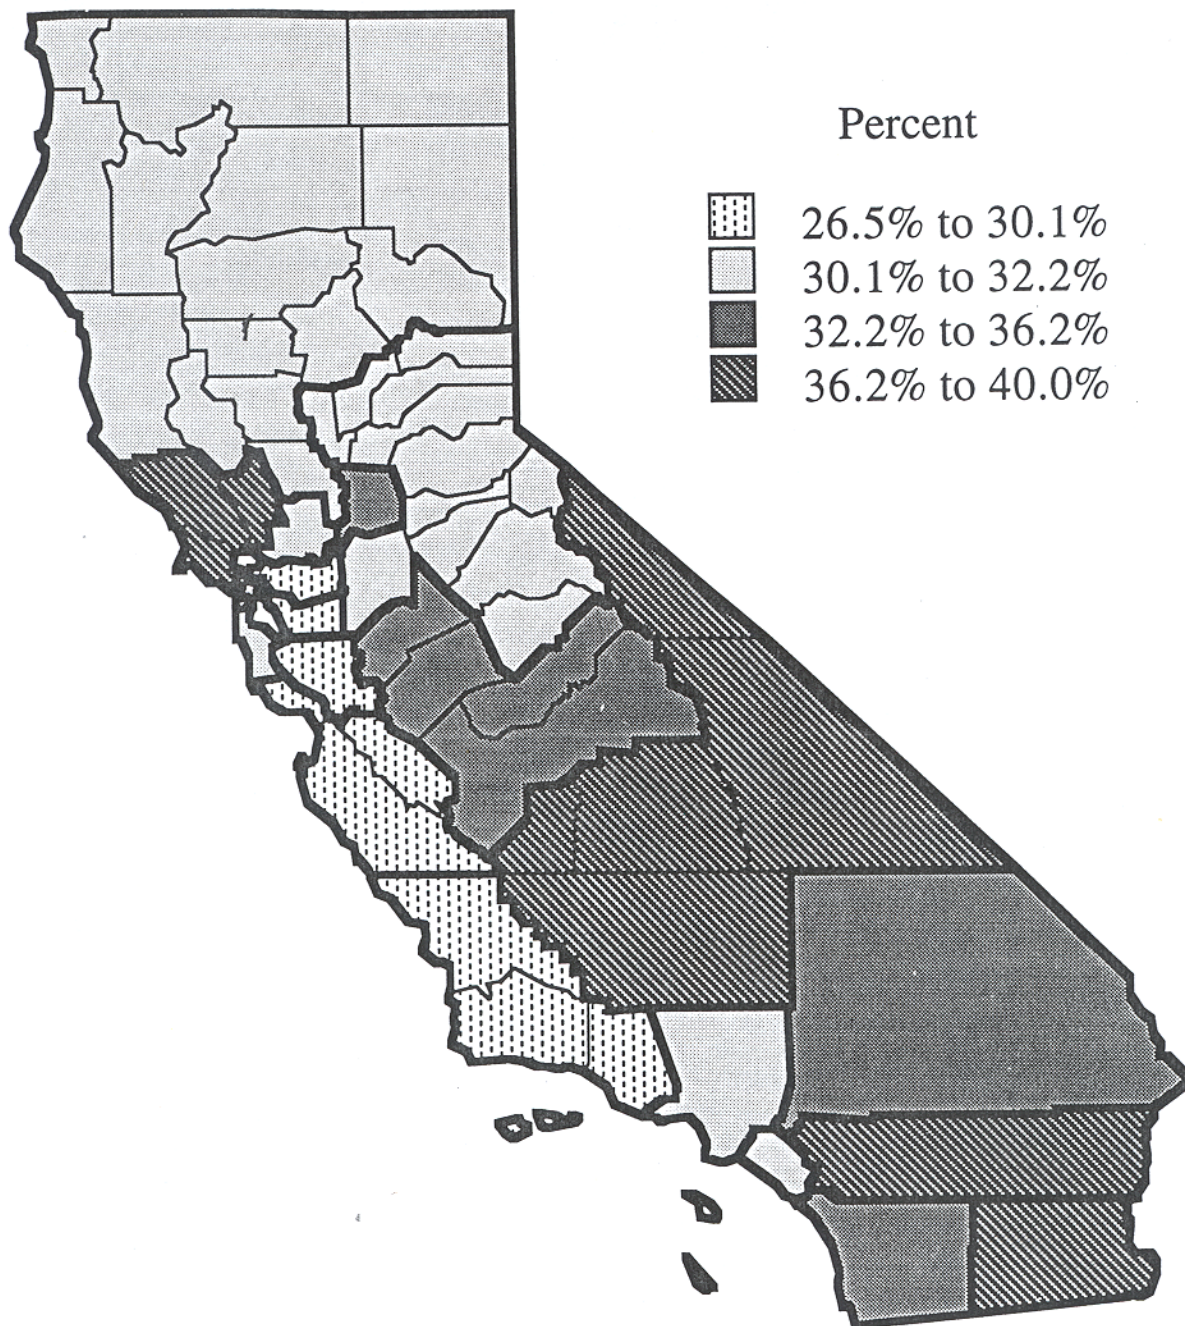 Percent
26.5% to 30.1%
30.1% to 32.2%
32.2% to 36.2%
36.2% to 40.0%